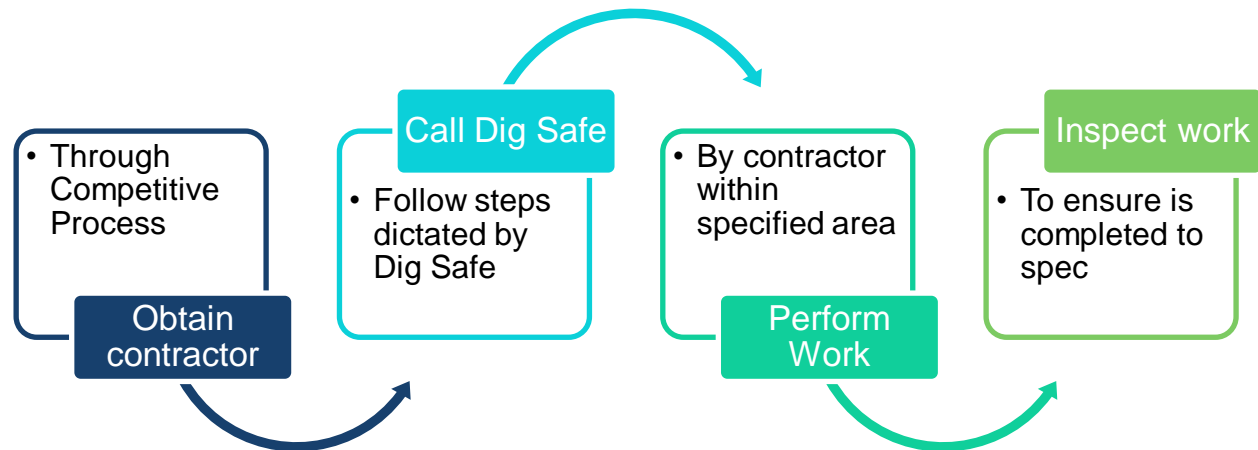 • Through
Competitive
Process
Obtain
contractor
Call Dig Safe
• Follow steps
dictated by
Dig Safe
• By contractor
within
specified area
Perform
Work
Inspect work
• To ensure is
completed to
spec